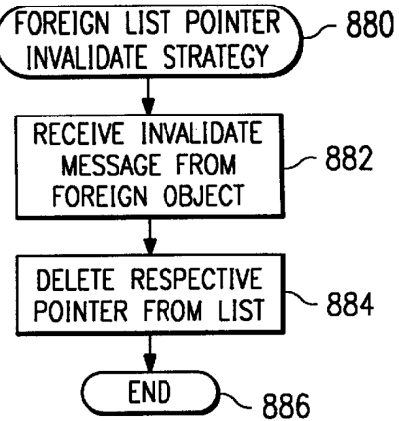 FOREIGN LIST POINTER
INVALIDATE STRATEGY
880
RECEIVE INVALIDATE
MESSAGE FROM
FOREIGN OBJECT
882
DELETE RESPECTIVE
POINTER FROM LIST
884
END
886